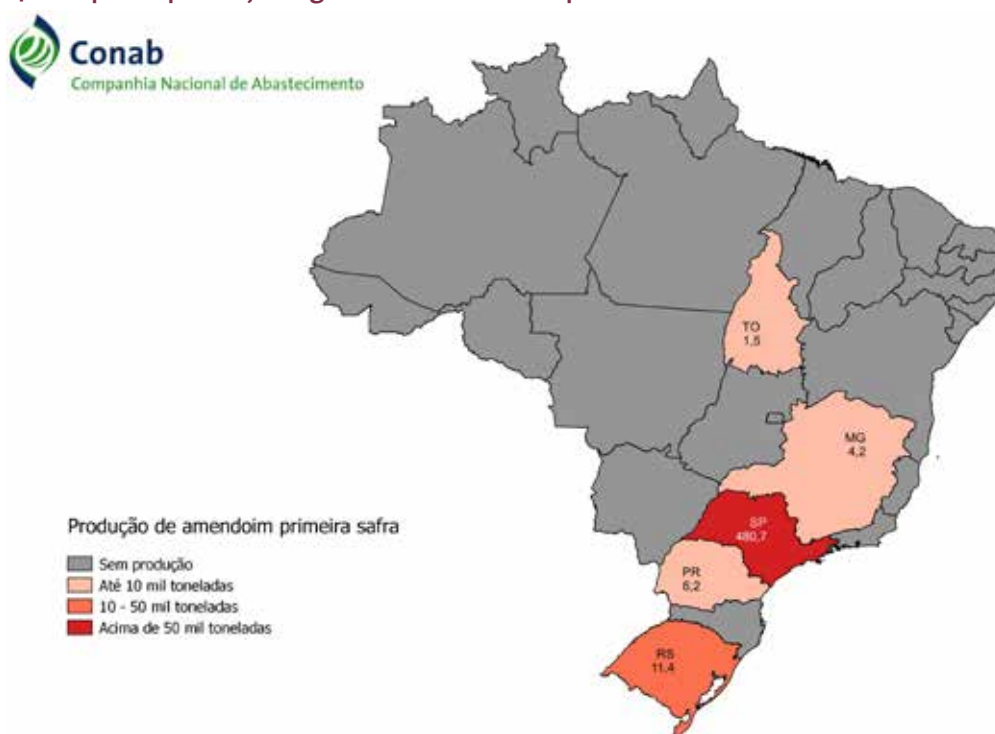 Conab
Companhia Nacional de Abastecimento
TO
1,5
MG
4,2
SP
480,7
PR
6,2
RS
11,4
Produção de amendoim primeira safra
Sem produção
Até 10 mil toneladas
10 - 50 mil toneladas
Acima de 50 mil toneladas